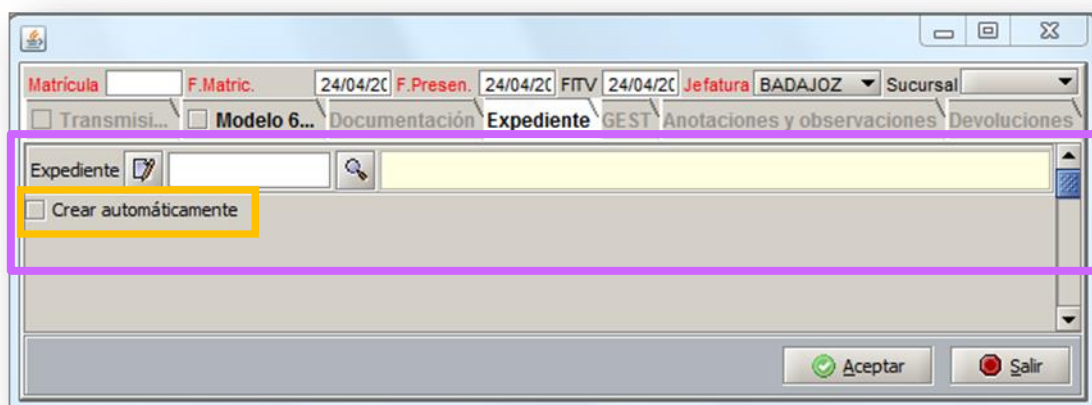 Matrícula F.Matric. 24/04/20 F.Presen. 24/04/20 FITV 24/04/20 Jefatura BADAJOZ Sucursal
Transmisi... Modelo 6... Documentación Expediente GEST Anotaciones y observaciones Devoluciones
Expediente
Crear automáticamente
Aceptar Salir